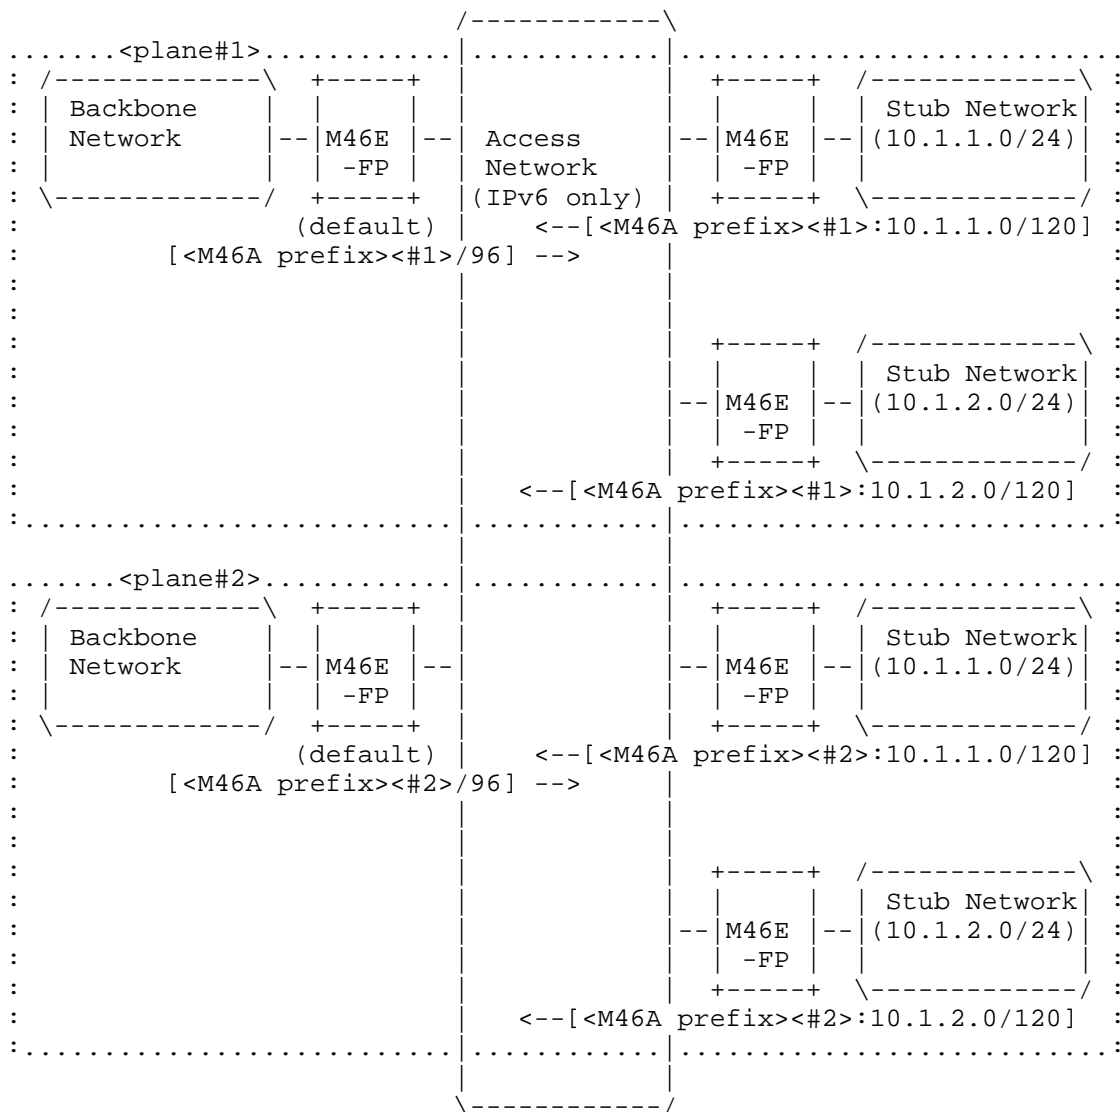 <plane#1>
Backbone Stub Network
Network M46E Access M46E (10.1.1.0/24)
-FP Network -FP
(IPv6 only)
(default) <--[<M46A prefix><#1>:10.1.1.0/120]
[<M46A prefix><#1>/96] -->
Stub Network
M46E (10.1.2.0/24)
-FP
<--[<M46A prefix><#1>:10.1.2.0/120]
<plane#2>
Backbone Stub Network
Network M46E M46E (10.1.1.0/24)
-FP -FP
(default) <--[<M46A prefix><#2>:10.1.1.0/120]
[<M46A prefix><#2>/96] -->
Stub Network
M46E (10.1.2.0/24)
-FP
<--[<M46A prefix><#2>:10.1.2.0/120]